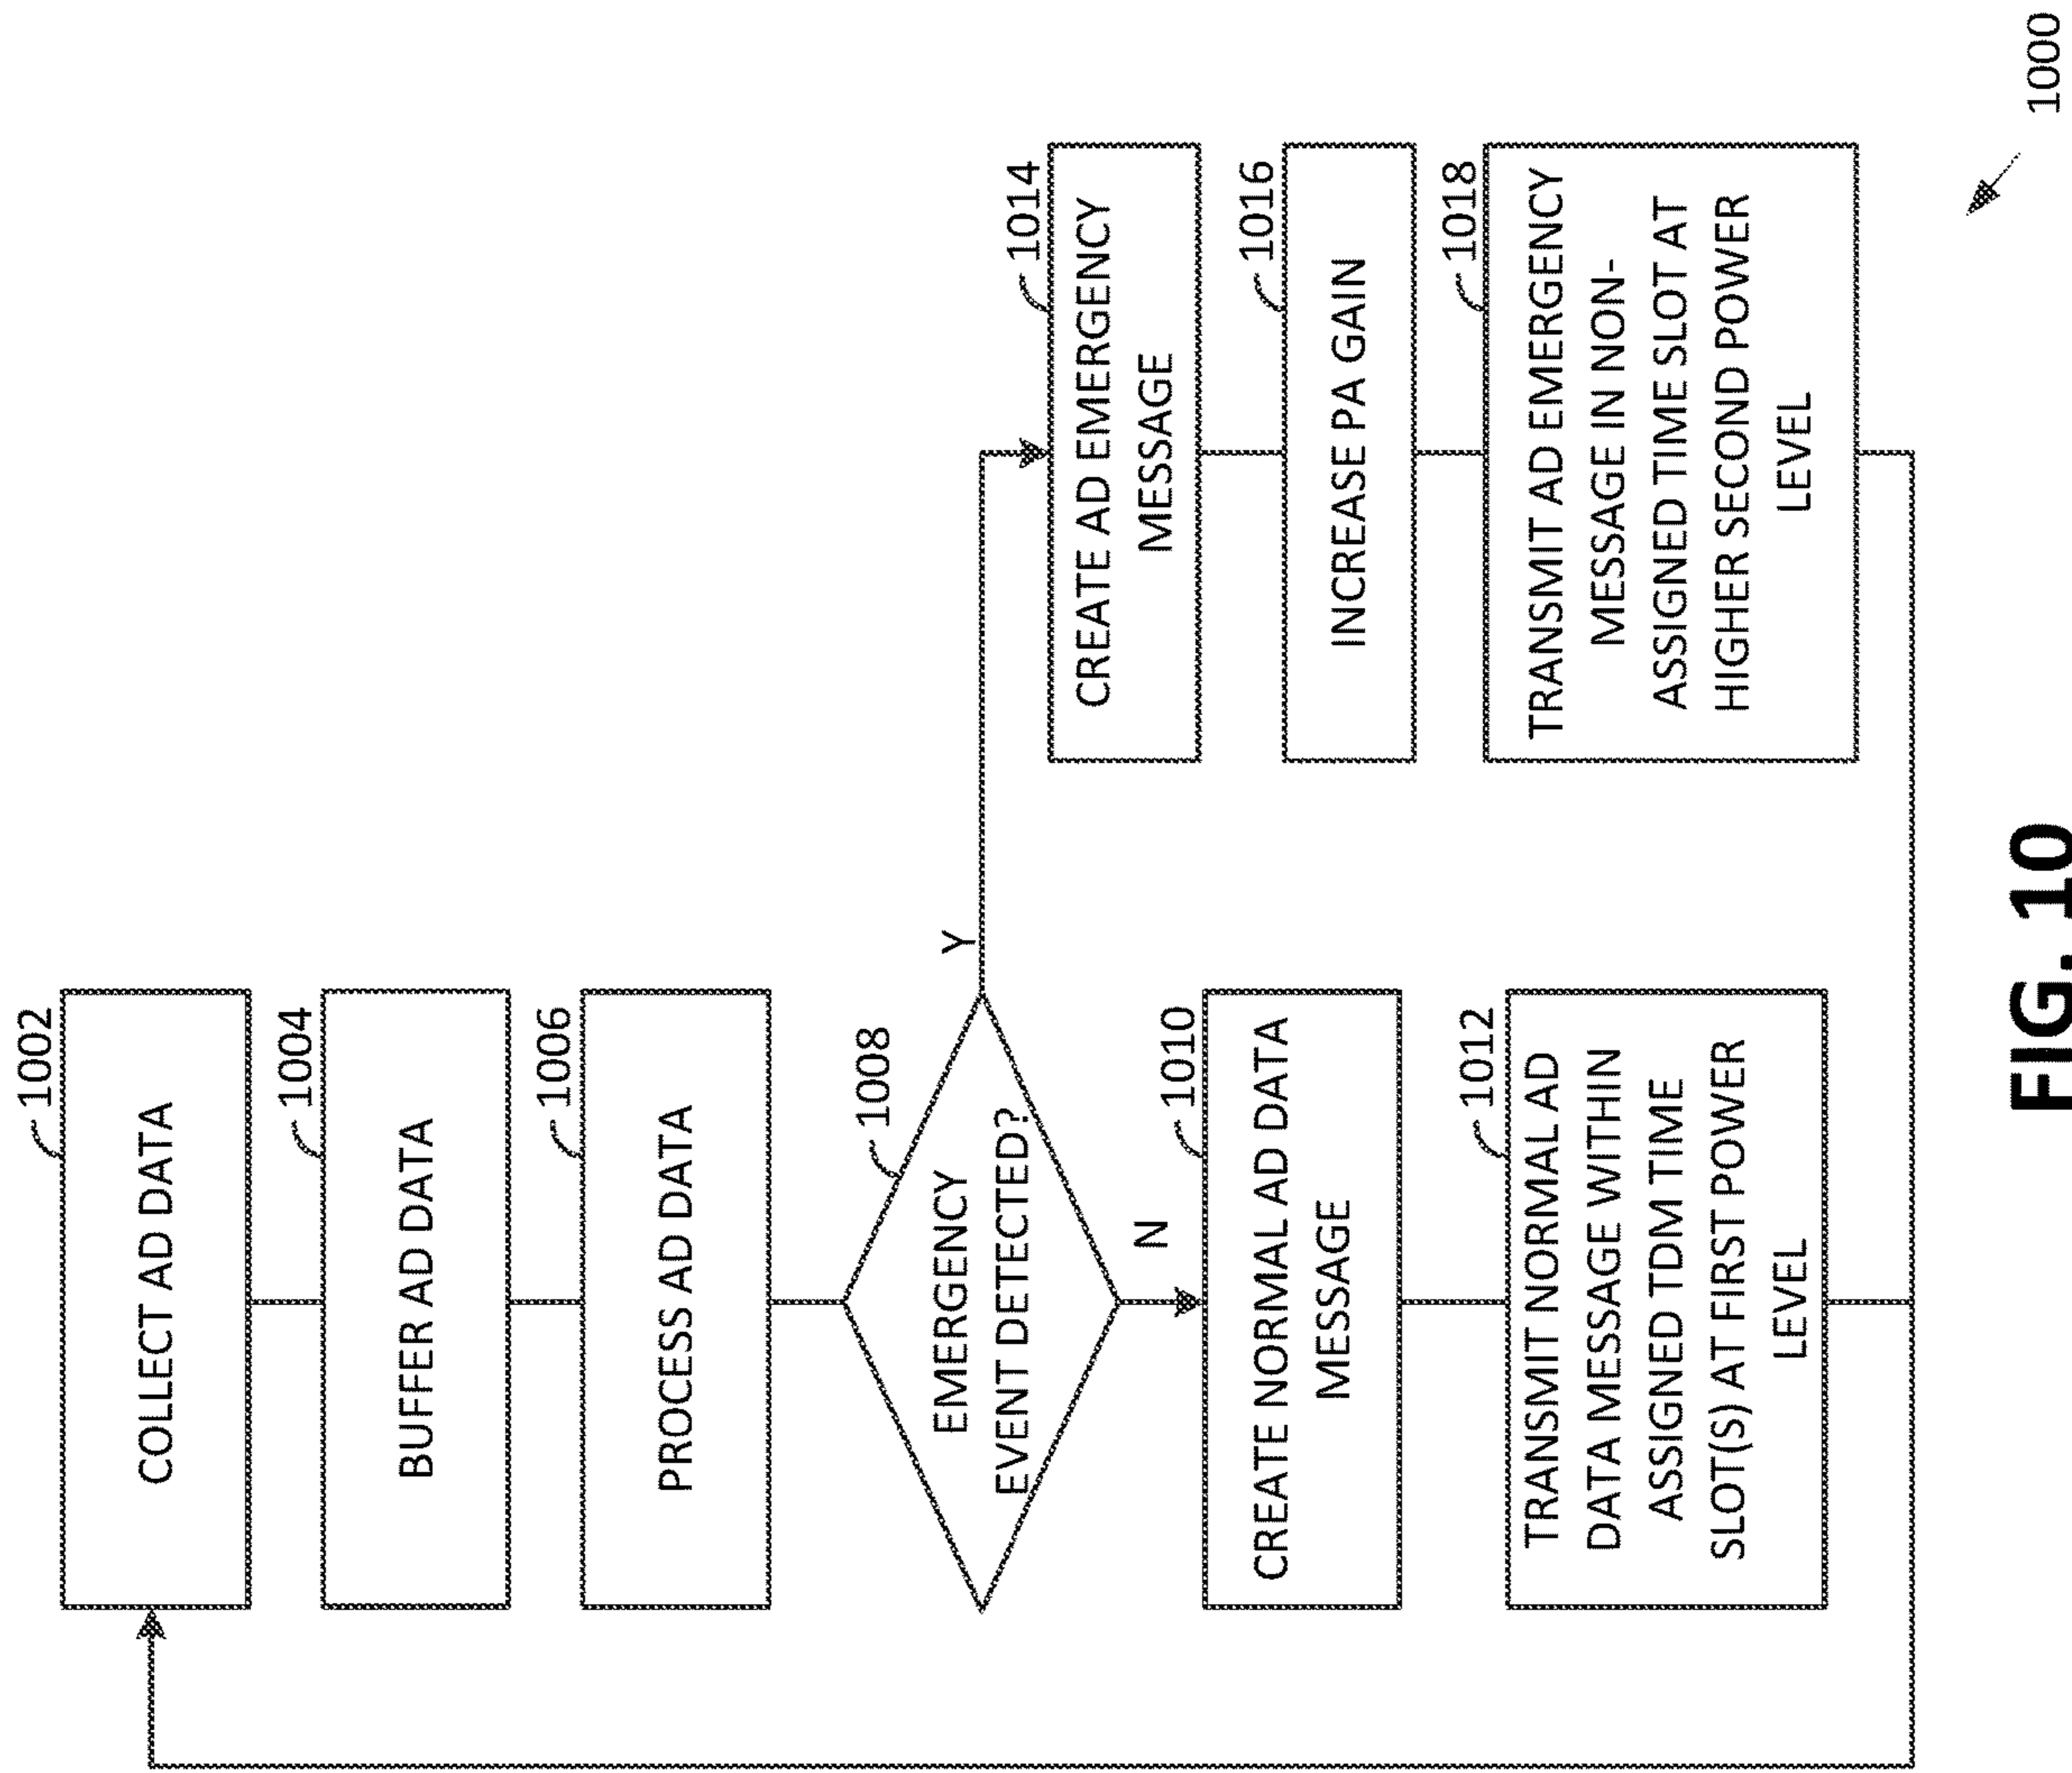 1002
COLLECT AD DATA
1004
BUFFER AD DATA
1006
PROCESS AD DATA
1008
EMERGENCY
EVENT DETECTED?
Y
N
1010
CREATE NORMAL AD DATA
MESSAGE
1012
TRANSMIT NORMAL AD
DATA MESSAGE WITHIN
ASSIGNED TDM TIME
SLOT(S) AT FIRST POWER
LEVEL
1014
CREATE AD EMERGENCY
MESSAGE
1016
INCREASE PA GAIN
1018
TRANSMIT AD EMERGENCY
MESSAGE IN NON-
ASSIGNED TIME SLOT AT
HIGHER SECOND POWER
LEVEL
1000
FIG. 10